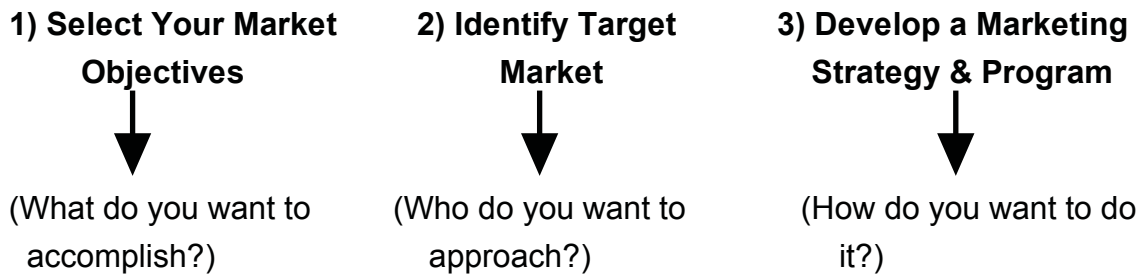 1) Select Your Market
Objectives
(What do you want to
accomplish?)
2) Identify Target
Market
(Who do you want to
approach?)
3) Develop a Marketing
Strategy & Program
(How do you want to do
it?)